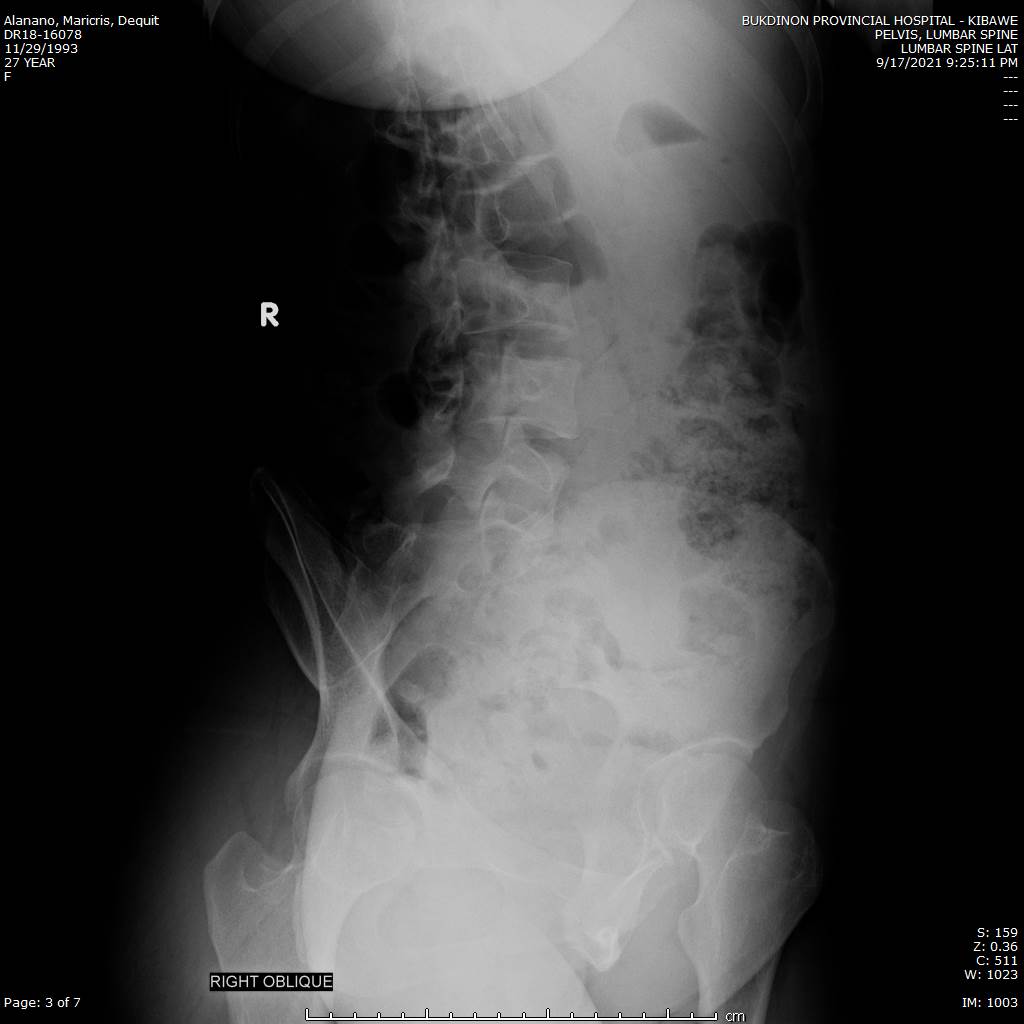 Alanano, Maricris, Dequit
DR18-16078
11/29/1993
27 YEAR
F
BUKDINON PROVINCIAL HOSPITAL - KIBAWE
PELVIS, LUMBAR SPINE
LUMBAR SPINE LAT
9/17/2021 9:25:11 PM
---
---
---
---
R
RIGHT OBLIQUE
Page: 3 of 7
cm
S: 159
Z: 0.36
C: 511
W: 1023
IM: 1003